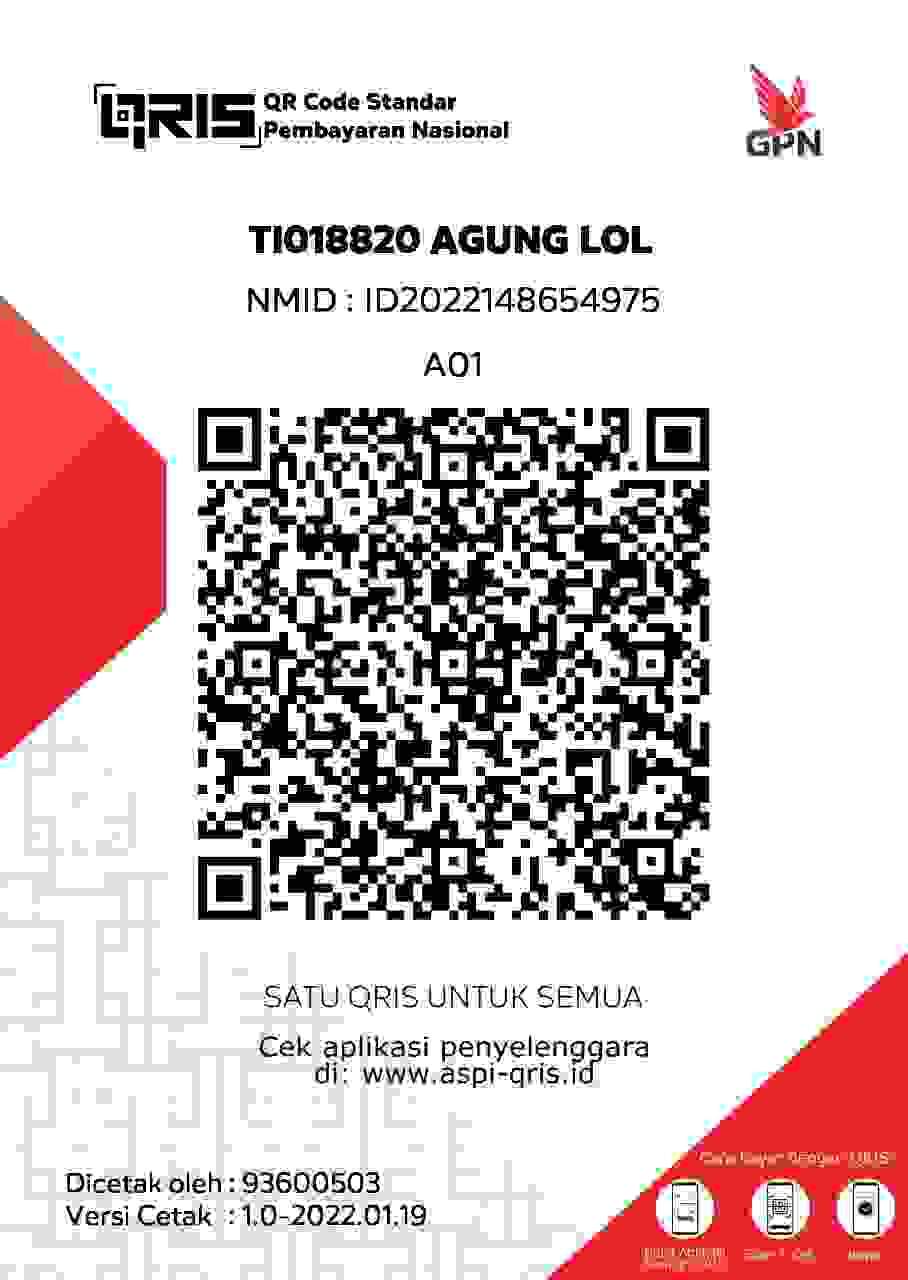 QRIS
QR Code Standar
Pembayaran Nasional
GPN
TI018820 AGUNG LOL
NMID : ID2022148654975
A01
SATU QRIS UNTUK SEMUA
Cek aplikasi penyelenggara
di: www.aspi-qris.id
Dicetak oleh : 93600503
Versi Cetak : 1.0-2022.01.19